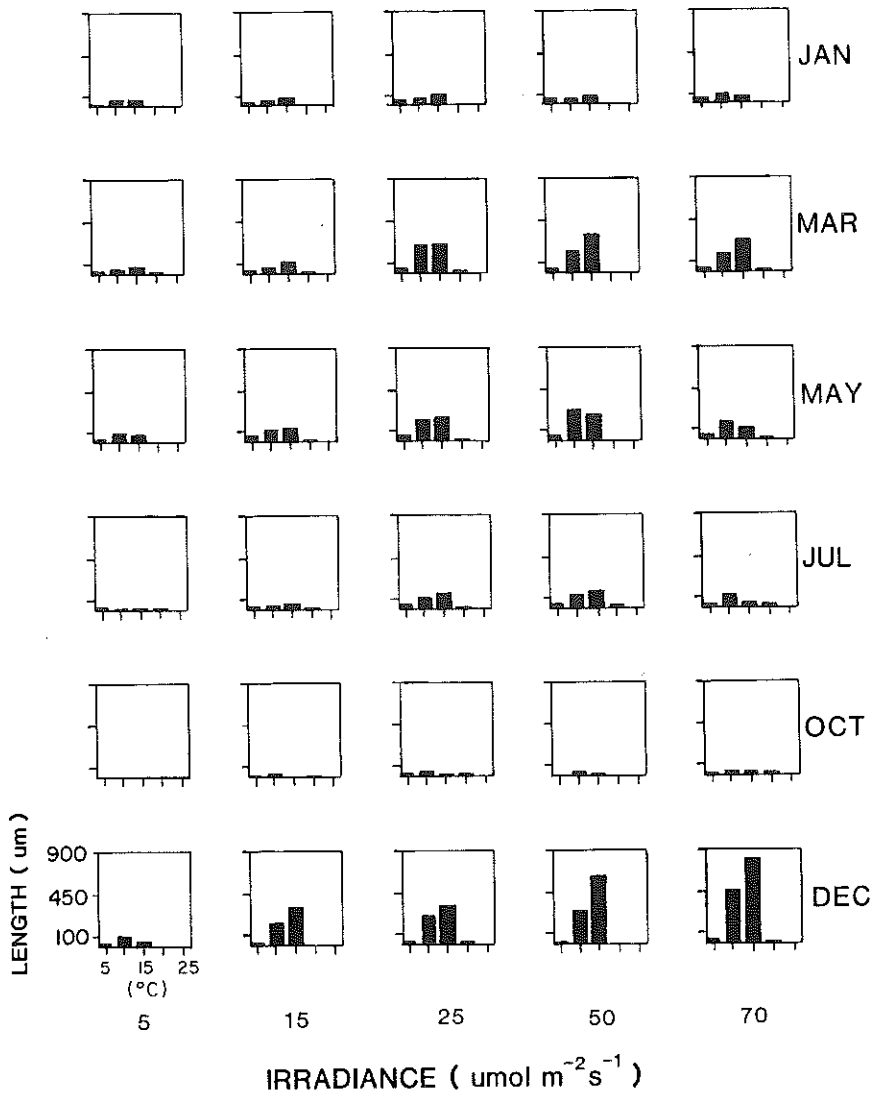 JAN
MAR
MAY
JUL
OCT
DEC
LENGTH ( um )
900
450
100
5 15 25
(°C)
5 15 25 50 70
IRRADIANCE ( umol m⁻²s⁻¹ )